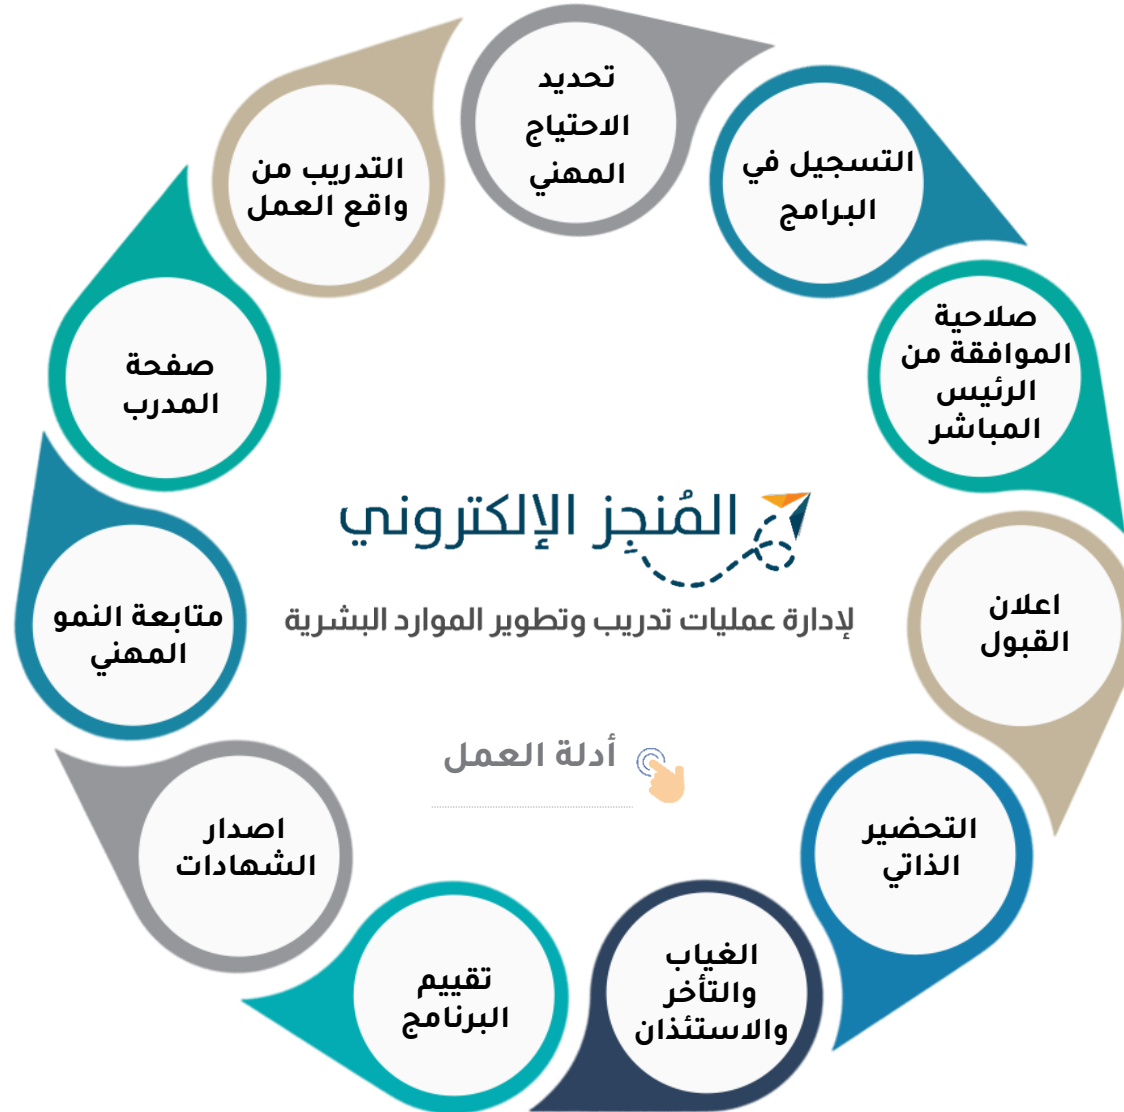 تحديد
الاحتياج
المهني
التسجيل في
البرامج
صلاحية
الموافقة من
الرئيس
المباشر
اعلان
القبول
التحضير
الذاتي
الغياب
والتأخر
والاستئذان
تقييم
البرنامج
اصدار
الشهادات
متابعة النمو
المهني
صفحة
المدرب
التدريب من
واقع العمل
المُنجِز الإلكتروني
لإدارة عمليات تدريب وتطوير الموارد البشرية
أدلة العمل